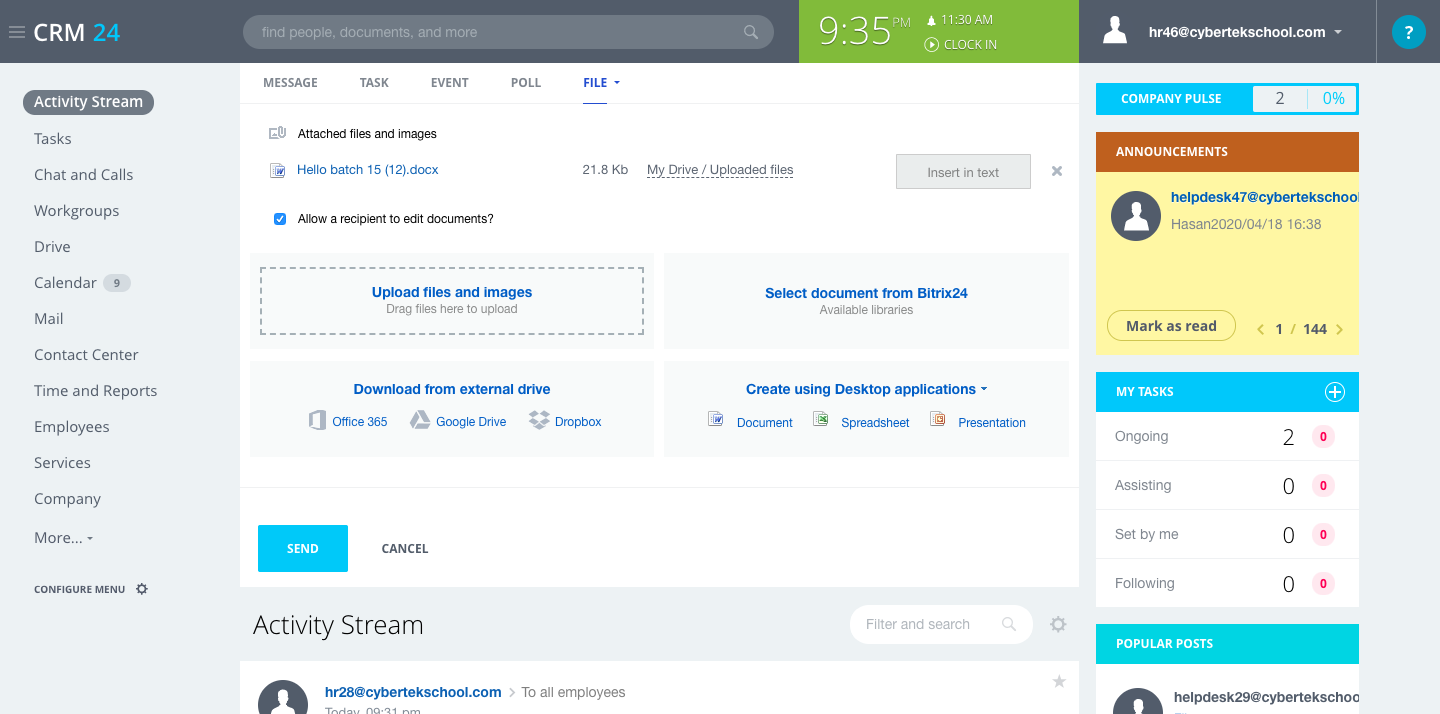 CRM 24
find people, documents, and more
9:35 PM
11:30 AM
CLOCK IN
hr46@cybertekschool.com
?
Activity Stream
Tasks
Chat and Calls
Workgroups
Drive
Calendar 9
Mail
Contact Center
Time and Reports
Employees
Services
Company
More...
CONFIGURE MENU
MESSAGE TASK EVENT POLL FILE
Attached files and images
Hello batch 15 (12).docx 21.8 Kb My Drive / Uploaded files Insert in text
Allow a recipient to edit documents?
Upload files and images
Drag files here to upload
Select document from Bitrix24
Available libraries
Download from external drive
Office 365 Google Drive Dropbox
Create using Desktop applications
Document Spreadsheet Presentation
SEND CANCEL
Activity Stream
Filter and search
hr28@cybertekschool.com To all employees
Today, 09:31 pm
COMPANY PULSE 2 0%
ANNOUNCEMENTS
helpdesk47@cybertekschool
Hasan2020/04/18 16:38
Mark as read
1 / 144
MY TASKS
Ongoing 2 0
Assisting 0 0
Set by me 0 0
Following 0 0
POPULAR POSTS
helpdesk29@cybertekschoo